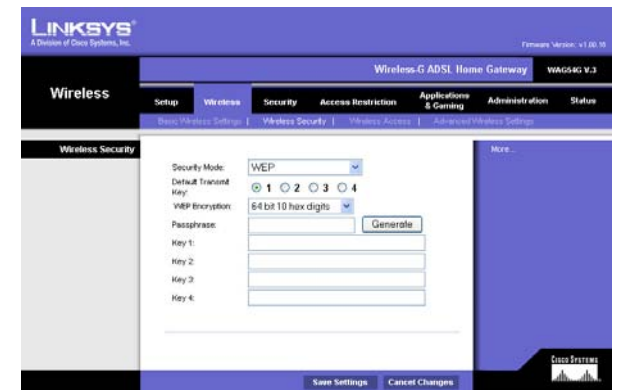 LINKSYS®
A Division of Cisco Systems, Inc.
Firmware Version: v1.00.10
Wireless-G ADSL Home Gateway WAG54G V.3
Wireless
Setup Wireless Security Access Restriction Applications & Gaming Administration Status
Basic Wireless Settings | Wireless Security | Wireless Access | Advanced Wireless Settings
Wireless Security
More...
Security Mode: WEP
Default Transmit Key: 1 2 3 4
WEP Encryption: 64 bit 10 hex digits
Passphrase: Generate
Key 1:
Key 2:
Key 3:
Key 4:
Save Settings Cancel Changes
CISCO SYSTEMS